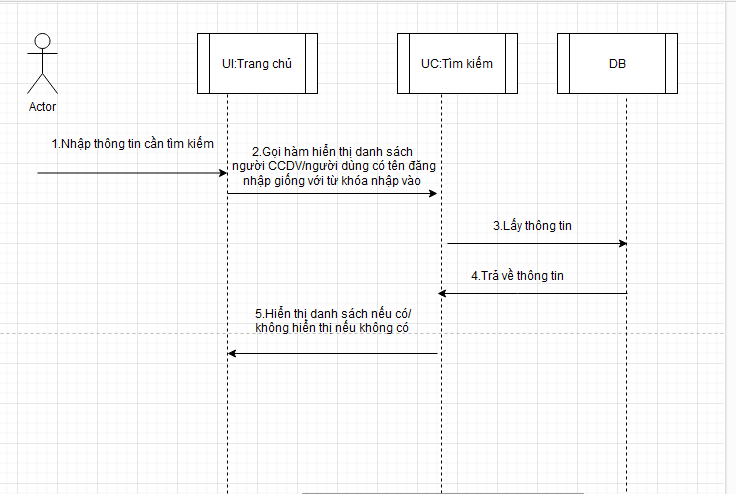 UI:Trang chủ
UC:Tìm kiếm
DB
Actor
1.Nhập thông tin cần tìm kiếm
2.Gọi hàm hiển thị danh sách
người CCDV/người dùng có tên đăng
nhập giống với từ khóa nhập vào
3.Lấy thông tin
4.Trả về thông tin
5.Hiển thị danh sách nếu có/
không hiển thị nếu không có